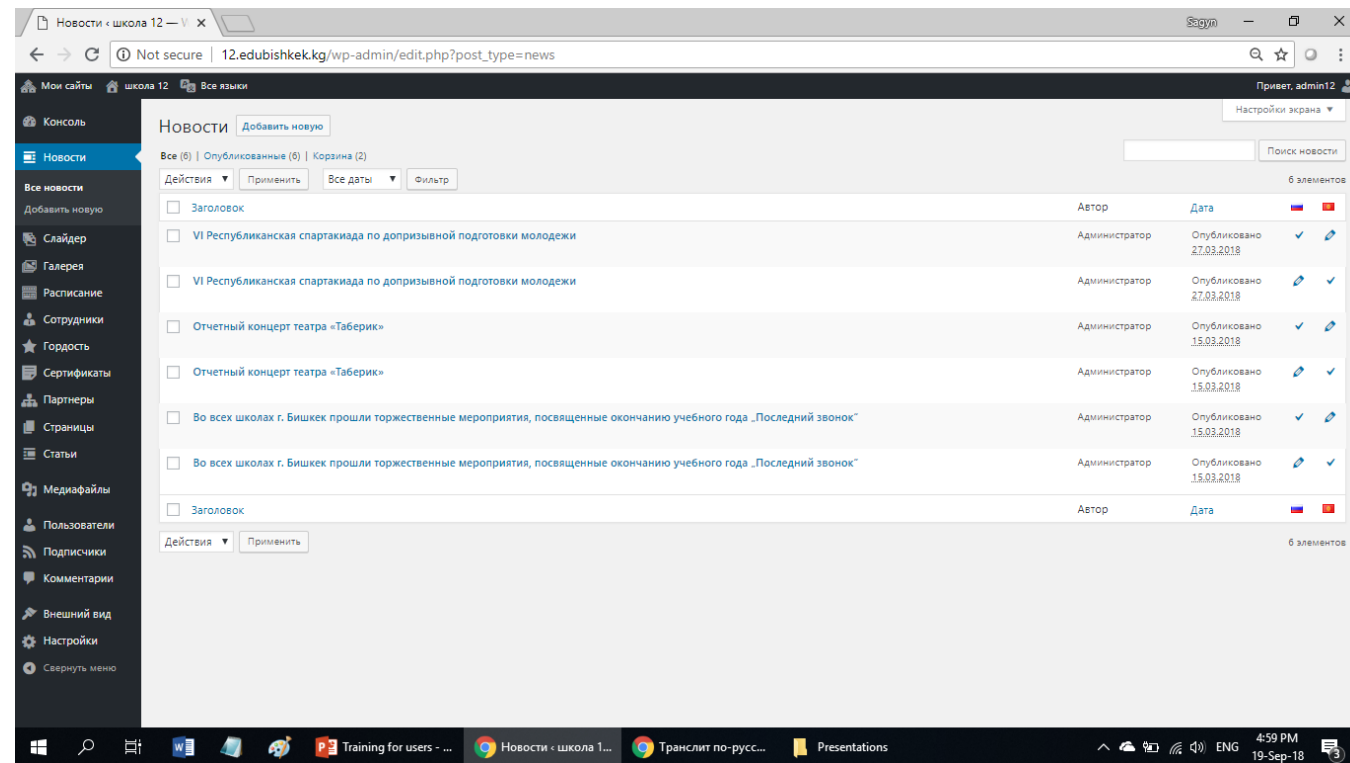 Новости ‹ школа 12 —
Sagyn
Not secure | 12.edubishkek.kg/wp-admin/edit.php?post_type=news
Мои сайты школа 12 Все языки Привет, admin12
Настройки экрана ▼
Консоль
Новости
Все новости
Добавить новую
Слайдер
Галерея
Расписание
Сотрудники
Гордость
Сертификаты
Партнеры
Страницы
Статьи
Медиафайлы
Пользователи
Подписчики
Комментарии
Внешний вид
Настройки
Свернуть меню
Новости Добавить новую
Все (6) | Опубликованные (6) | Корзина (2)
Поиск новости
Действия ▼ Применить Все даты ▼ Фильтр 6 элементов
Заголовок Автор Дата
VI Республиканская спартакиада по допризывной подготовки молодежи Администратор Опубликовано
27.03.2018
VI Республиканская спартакиада по допризывной подготовки молодежи Администратор Опубликовано
27.03.2018
Отчетный концерт театра «Таберик» Администратор Опубликовано
15.03.2018
Отчетный концерт театра «Таберик» Администратор Опубликовано
15.03.2018
Во всех школах г. Бишкек прошли торжественные мероприятия, посвященные окончанию учебного года „Последний звонок“ Администратор Опубликовано
15.03.2018
Во всех школах г. Бишкек прошли торжественные мероприятия, посвященные окончанию учебного года „Последний звонок“ Администратор Опубликовано
15.03.2018
Заголовок Автор Дата
Действия ▼ Применить 6 элементов
Training for users - ... Новости ‹ школа 1... Транслит по-русс... Presentations ENG 4:59 PM
19-Sep-18 3